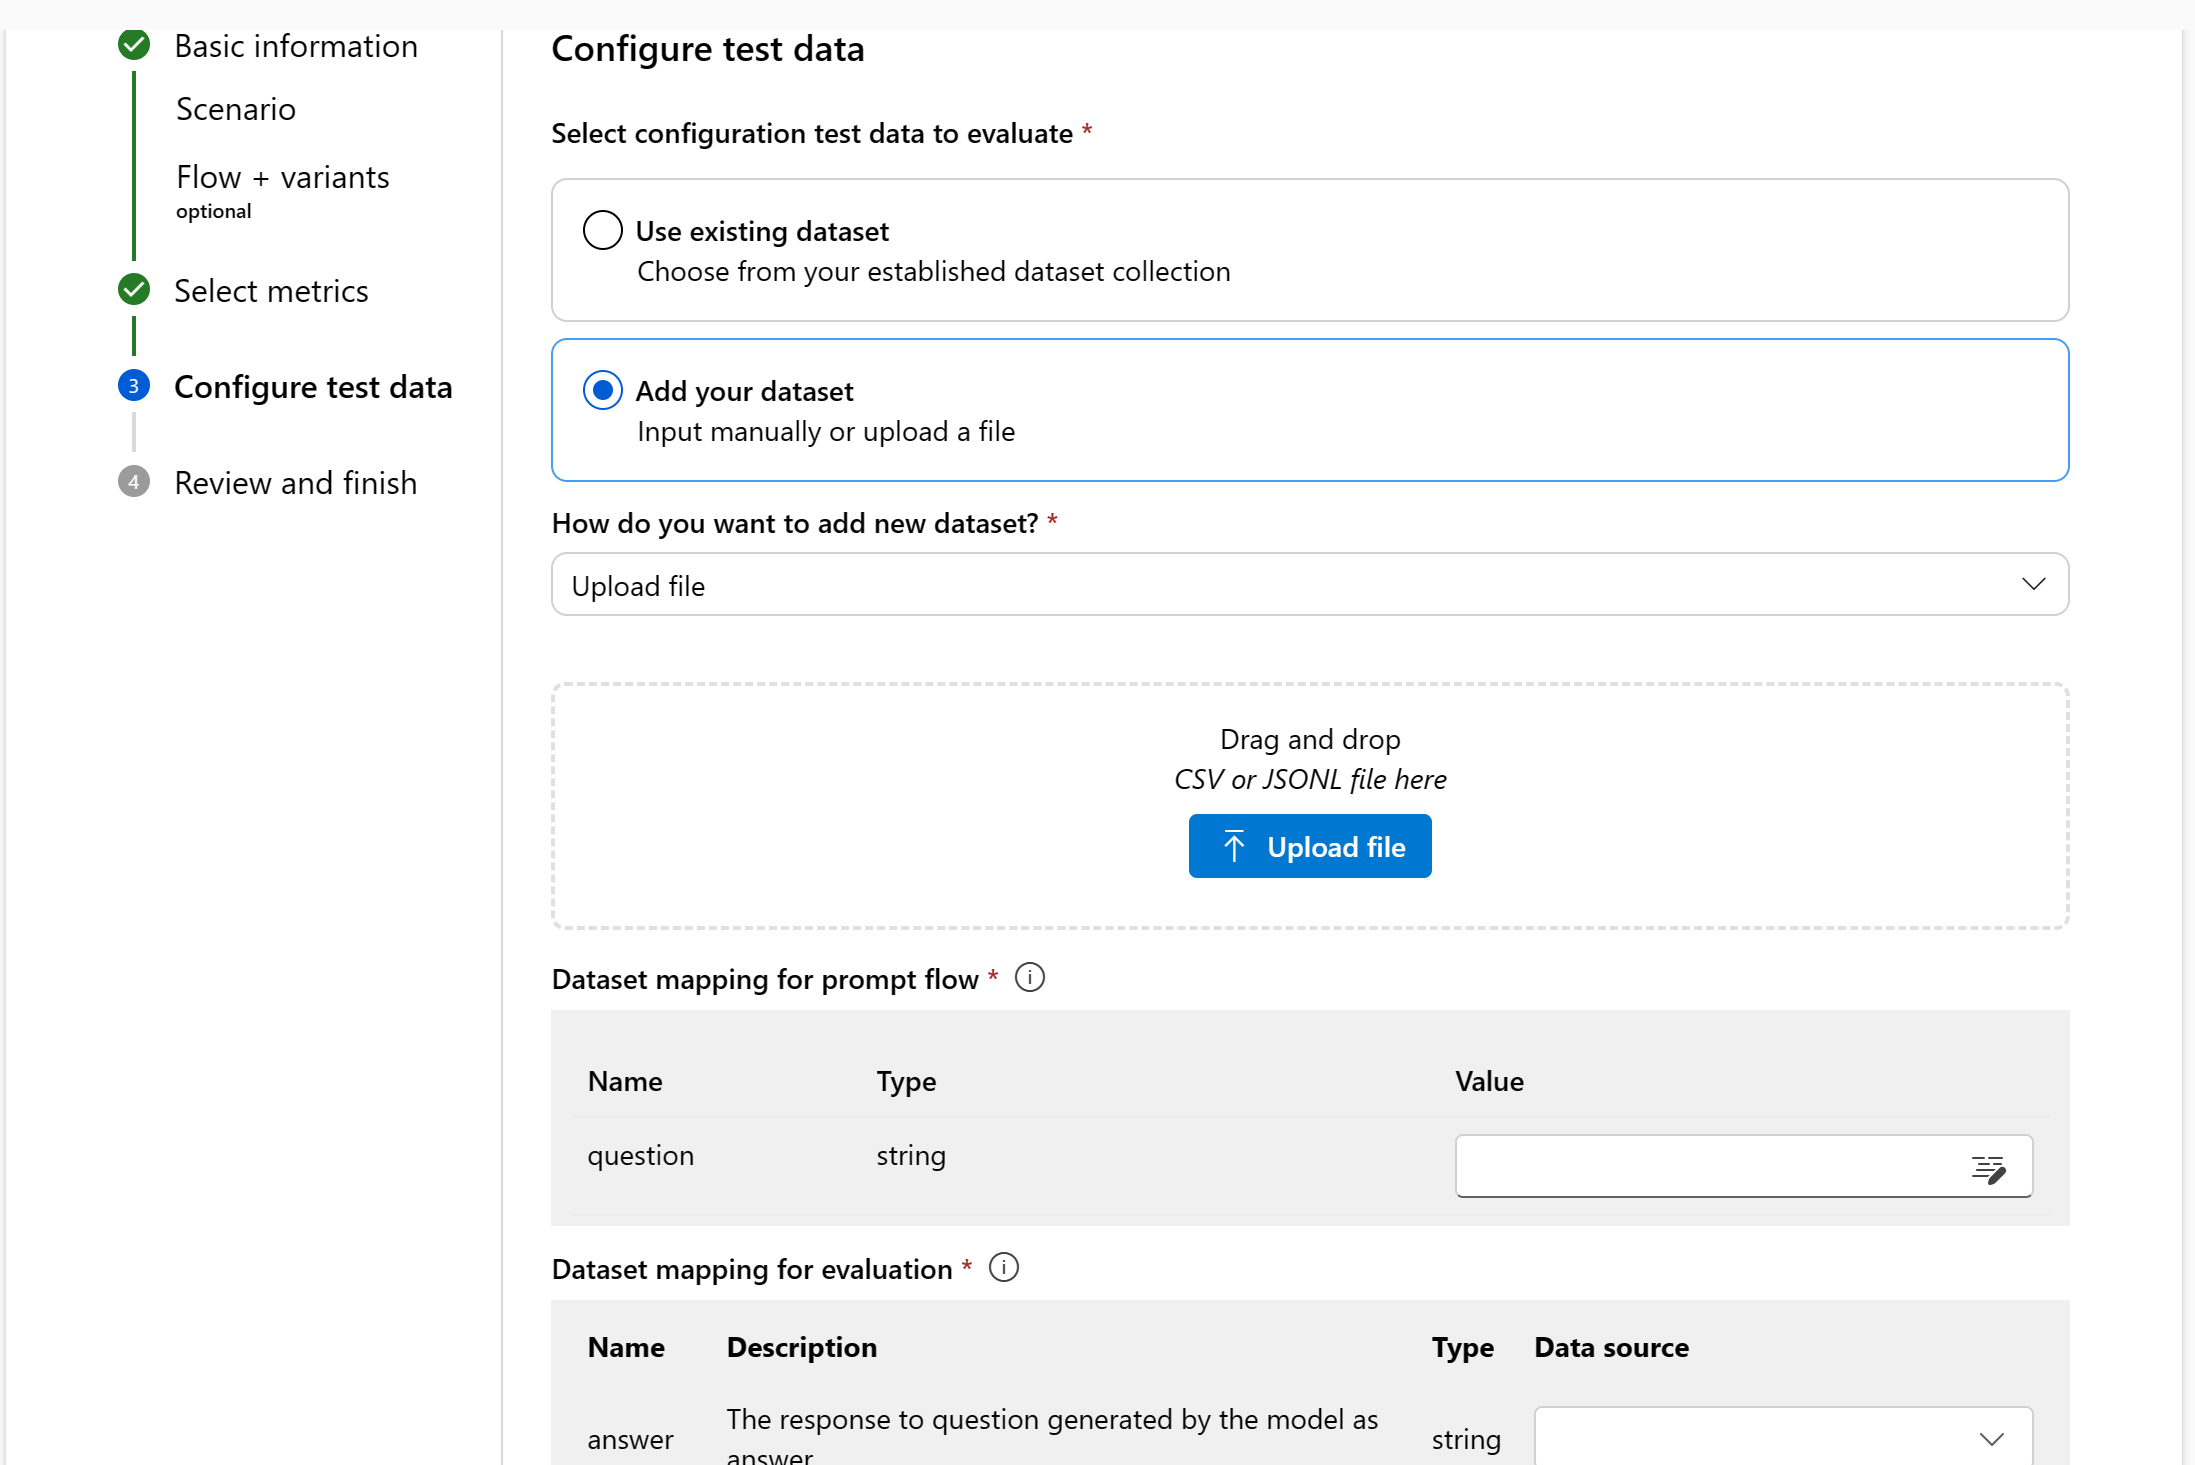 Basic information
Scenario
Flow + variants
optional
Select metrics
3 Configure test data
4 Review and finish
Configure test data
Select configuration test data to evaluate *
Use existing dataset
Choose from your established dataset collection
Add your dataset
Input manually or upload a file
How do you want to add new dataset? *
Upload file
Drag and drop
CSV or JSONL file here
Upload file
Dataset mapping for prompt flow *
Name Type Value
question string
Dataset mapping for evaluation *
Name Description Type Data source
answer The response to question generated by the model as string
answer